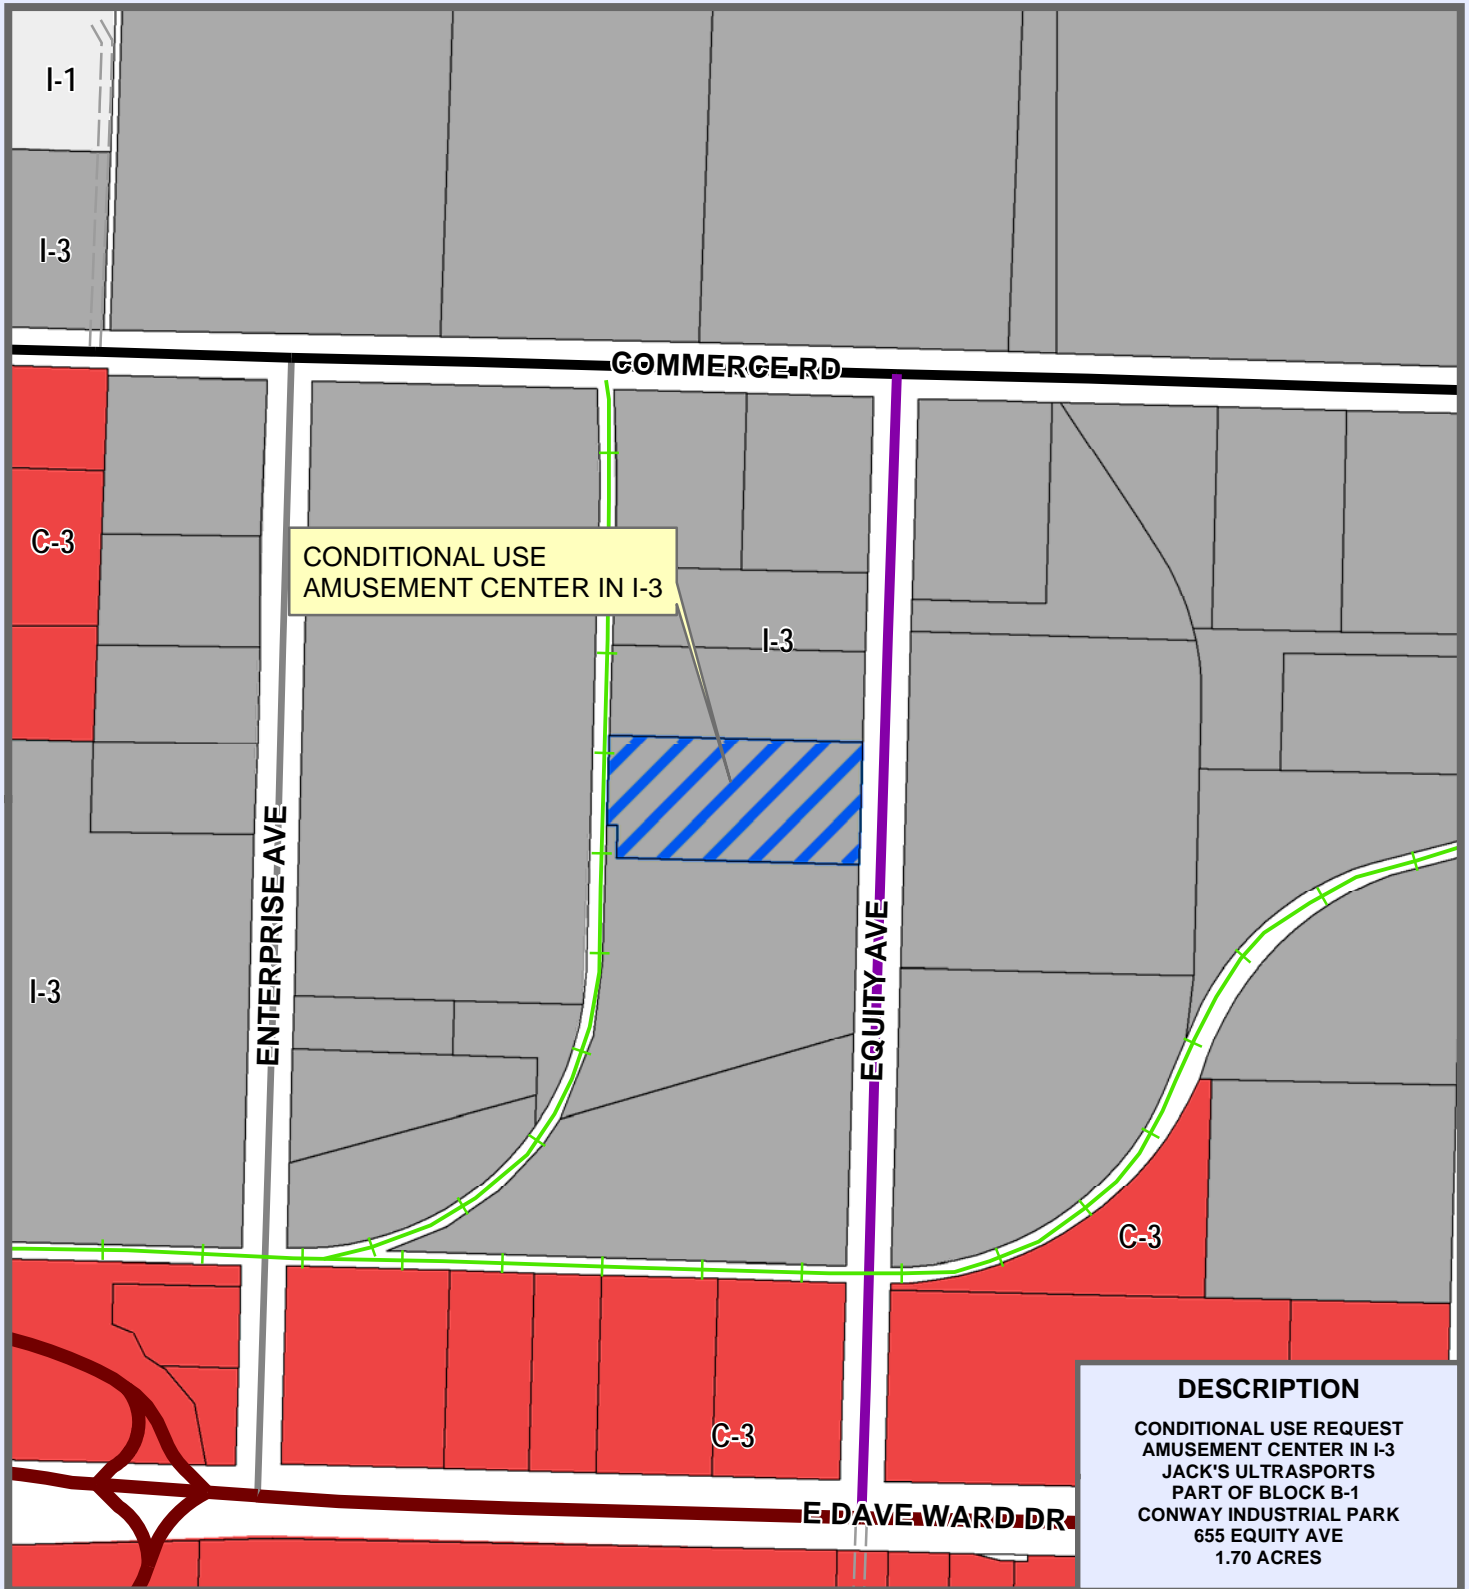 I-1
I-3
COMMERCE RD
C-3
CONDITIONAL USE
AMUSEMENT CENTER IN I-3
I-3
ENTERPRISE AVE
EQUITY AVE
I-3
C-3
C-3
E DAVE WARD DR
DESCRIPTION
CONDITIONAL USE REQUEST
AMUSEMENT CENTER IN I-3
JACK'S ULTRASPORTS
PART OF BLOCK B-1
CONWAY INDUSTRIAL PARK
655 EQUITY AVE
1.70 ACRES